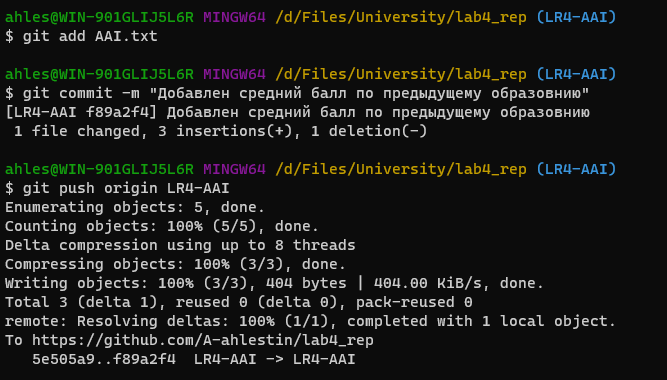 ahles@WIN-901GLIJ5L6R MINGW64 /d/Files/University/lab4_rep (LR4-AAI)
$ git add AAI.txt
ahles@WIN-901GLIJ5L6R MINGW64 /d/Files/University/lab4_rep (LR4-AAI)
$ git commit -m "Добавлен средний балл по предыдущему образовнию"
[LR4-AAI f89a2f4] Добавлен средний балл по предыдущему образовнию
 1 file changed, 3 insertions(+), 1 deletion(-)
ahles@WIN-901GLIJ5L6R MINGW64 /d/Files/University/lab4_rep (LR4-AAI)
$ git push origin LR4-AAI
Enumerating objects: 5, done.
Counting objects: 100% (5/5), done.
Delta compression using up to 8 threads
Compressing objects: 100% (3/3), done.
Writing objects: 100% (3/3), 404 bytes | 404.00 KiB/s, done.
Total 3 (delta 1), reused 0 (delta 0), pack-reused 0
remote: Resolving deltas: 100% (1/1), completed with 1 local object.
To https://github.com/A-ahlestin/lab4_rep
   5e505a9..f89a2f4  LR4-AAI -> LR4-AAI